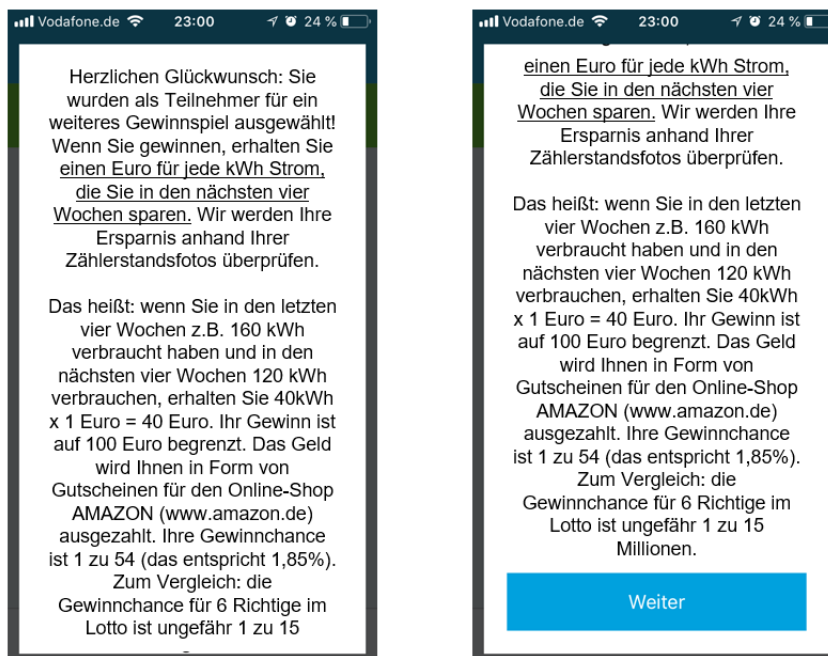 Vodafone.de 23:00 24 %
Herzlichen Glückwunsch: Sie
wurden als Teilnehmer für ein
weiteres Gewinnspiel ausgewählt!
Wenn Sie gewinnen, erhalten Sie
einen Euro für jede kWh Strom,
die Sie in den nächsten vier
Wochen sparen. Wir werden Ihre
Ersparnis anhand Ihrer
Zählerstandsfotos überprüfen.
Das heißt: wenn Sie in den letzten
vier Wochen z.B. 160 kWh
verbraucht haben und in den
nächsten vier Wochen 120 kWh
verbrauchen, erhalten Sie 40kWh
x 1 Euro = 40 Euro. Ihr Gewinn ist
auf 100 Euro begrenzt. Das Geld
wird Ihnen in Form von
Gutscheinen für den Online-Shop
AMAZON (www.amazon.de)
ausgezahlt. Ihre Gewinnchance
ist 1 zu 54 (das entspricht 1,85%).
Zum Vergleich: die
Gewinnchance für 6 Richtige im
Lotto ist ungefähr 1 zu 15
Vodafone.de 23:00 24 %
einen Euro für jede kWh Strom,
die Sie in den nächsten vier
Wochen sparen. Wir werden Ihre
Ersparnis anhand Ihrer
Zählerstandsfotos überprüfen.
Das heißt: wenn Sie in den letzten
vier Wochen z.B. 160 kWh
verbraucht haben und in den
nächsten vier Wochen 120 kWh
verbrauchen, erhalten Sie 40kWh
x 1 Euro = 40 Euro. Ihr Gewinn ist
auf 100 Euro begrenzt. Das Geld
wird Ihnen in Form von
Gutscheinen für den Online-Shop
AMAZON (www.amazon.de)
ausgezahlt. Ihre Gewinnchance
ist 1 zu 54 (das entspricht 1,85%).
Zum Vergleich: die
Gewinnchance für 6 Richtige im
Lotto ist ungefähr 1 zu 15
Millionen.
Weiter